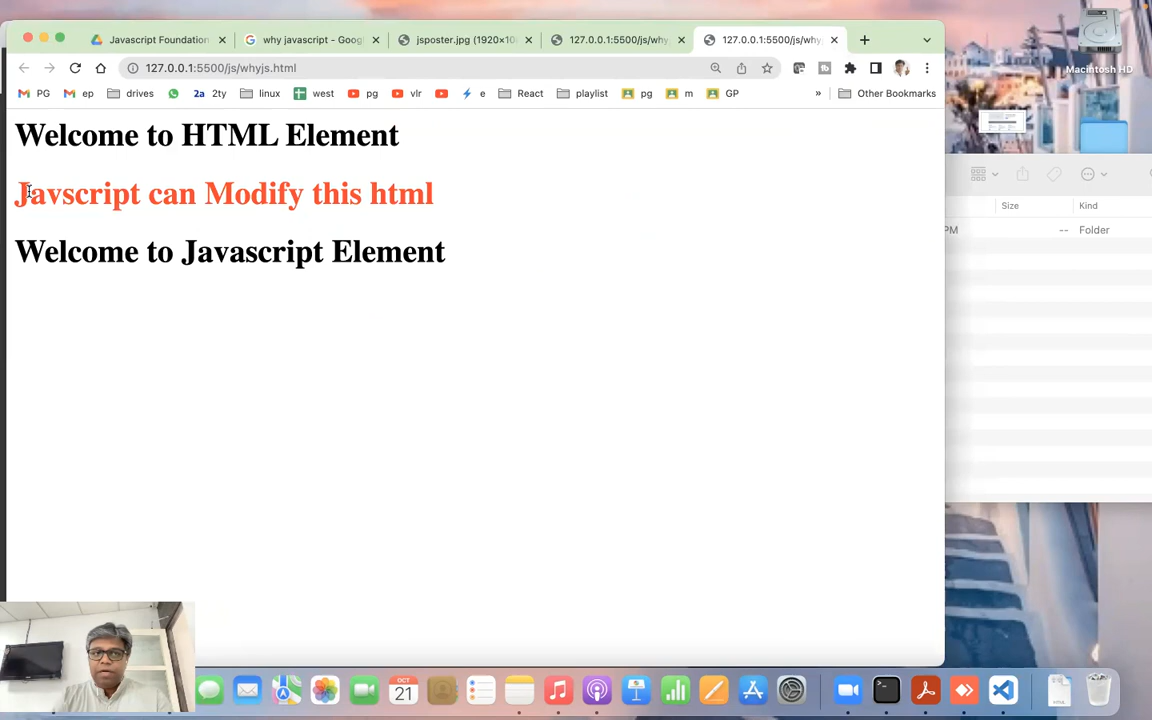 Javascript Foundation
why javascript - Goog
jsposter.jpg (1920×10
127.0.0.1:5500/js/why
127.0.0.1:5500/js/why
127.0.0.1:5500/js/whyjs.html
PG
ep
drives
2a 2ty
linux
west
pg
vlr
e
React
playlist
pg
m
GP
»
Other Bookmarks
Macintosh HD
Welcome to HTML Element
Javscript can Modify this html
Welcome to Javascript Element
Size
Kind
PM
--
Folder
OCT
21